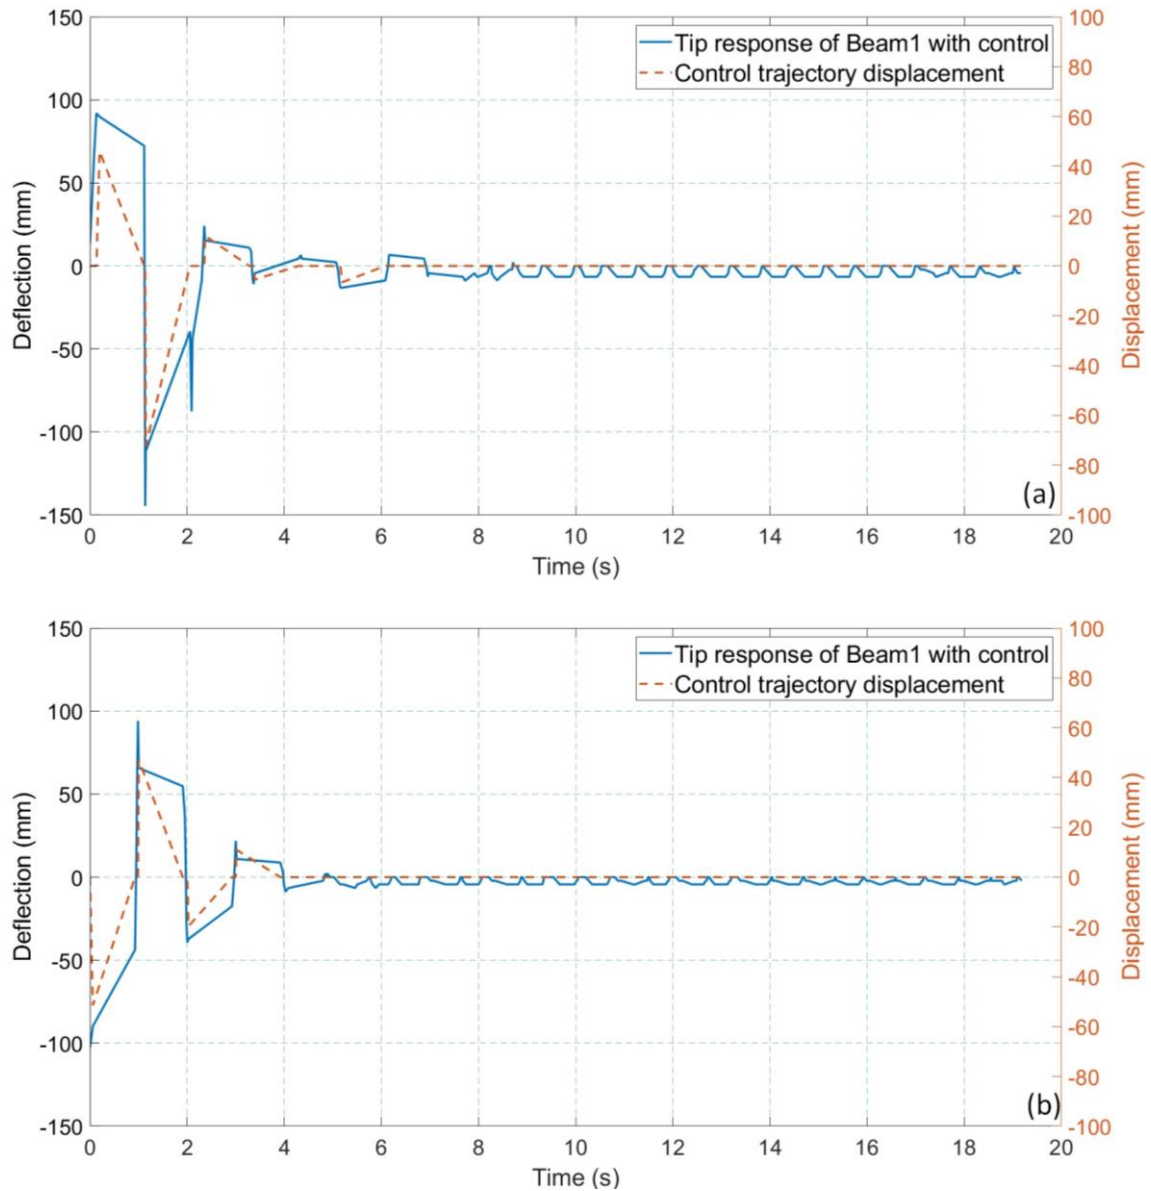 150
100
50
0
-50
-100
-150
Deflection (mm)
Tip response of Beam1 with control
Control trajectory displacement
100
80
60
40
20
0
-20
-40
-60
-80
-100
Displacement (mm)
(a)
0 2 4 6 8 10 12 14 16 18 20
Time (s)
150
100
50
0
-50
-100
-150
Deflection (mm)
Tip response of Beam1 with control
Control trajectory displacement
100
80
60
40
20
0
-20
-40
-60
-80
-100
Displacement (mm)
(b)
0 2 4 6 8 10 12 14 16 18 20
Time (s)